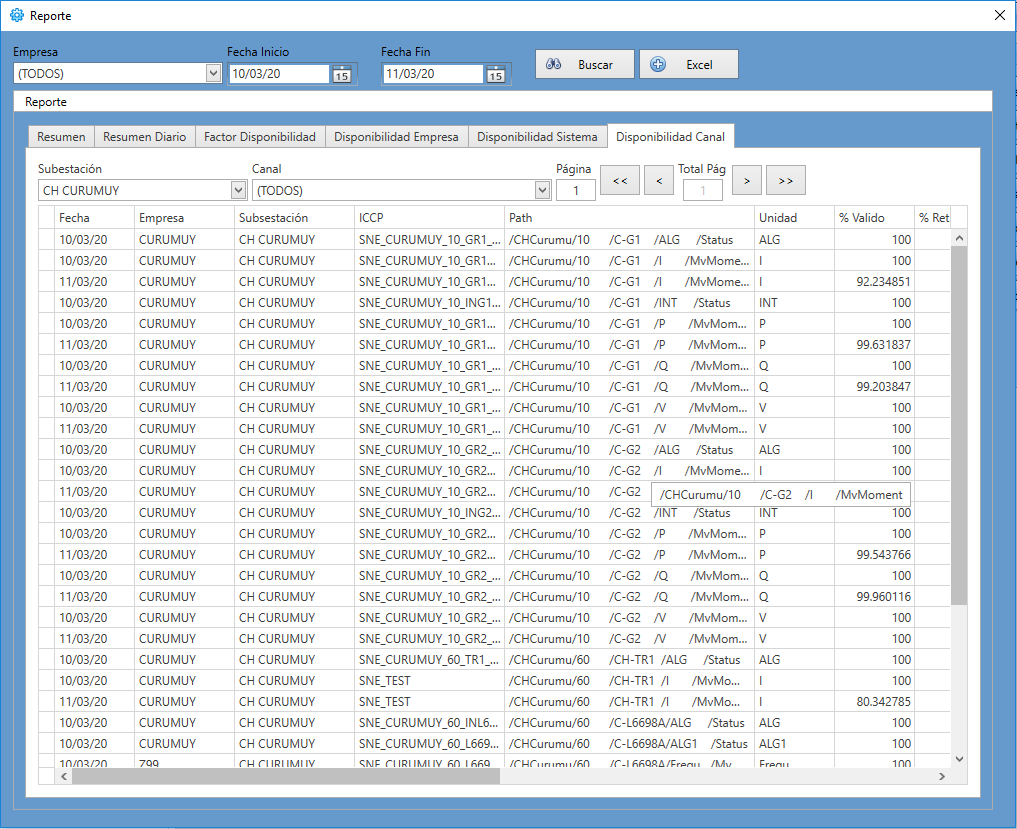 Reporte
Empresa Fecha Inicio Fecha Fin
(TODOS) 10/03/20 15 11/03/20 15 Buscar Excel
Reporte
Resumen Resumen Diario Factor Disponibilidad Disponibilidad Empresa Disponibilidad Sistema Disponibilidad Canal
Subestación Canal Página Total Pág
CH CURUMUY (TODOS) 1 << < 1 > >>
Fecha Empresa Subsestación ICCP Path Unidad % Valido % Ret
10/03/20 CURUMUY CH CURUMUY SNE_CURUMUY_10_GR1_... /CHCurumu/10 /C-G1 /ALG /Status ALG 100
10/03/20 CURUMUY CH CURUMUY SNE_CURUMUY_10_GR1... /CHCurumu/10 /C-G1 /I /MvMome... I 100
11/03/20 CURUMUY CH CURUMUY SNE_CURUMUY_10_GR1... /CHCurumu/10 /C-G1 /I /MvMome... I 92.234851
10/03/20 CURUMUY CH CURUMUY SNE_CURUMUY_10_ING1... /CHCurumu/10 /C-G1 /INT /Status INT 100
10/03/20 CURUMUY CH CURUMUY SNE_CURUMUY_10_GR1... /CHCurumu/10 /C-G1 /P /MvMom... P 100
11/03/20 CURUMUY CH CURUMUY SNE_CURUMUY_10_GR1... /CHCurumu/10 /C-G1 /P /MvMom... P 99.631837
10/03/20 CURUMUY CH CURUMUY SNE_CURUMUY_10_GR1_... /CHCurumu/10 /C-G1 /Q /MvMom... Q 100
11/03/20 CURUMUY CH CURUMUY SNE_CURUMUY_10_GR1_... /CHCurumu/10 /C-G1 /Q /MvMom... Q 99.203847
10/03/20 CURUMUY CH CURUMUY SNE_CURUMUY_10_GR1_... /CHCurumu/10 /C-G1 /V /MvMom... V 100
11/03/20 CURUMUY CH CURUMUY SNE_CURUMUY_10_GR1_... /CHCurumu/10 /C-G1 /V /MvMom... V 100
10/03/20 CURUMUY CH CURUMUY SNE_CURUMUY_10_GR2_... /CHCurumu/10 /C-G2 /ALG /Status ALG 100
10/03/20 CURUMUY CH CURUMUY SNE_CURUMUY_10_GR2... /CHCurumu/10 /C-G2 /I /MvMome... I 100
11/03/20 CURUMUY CH CURUMUY SNE_CURUMUY_10_GR2... /CHCurumu/10 /C-G2 /CHCurumu/10 /C-G2 /I /MvMoment
10/03/20 CURUMUY CH CURUMUY SNE_CURUMUY_10_ING2... /CHCurumu/10 /C-G2 /INT /Status INT 100
10/03/20 CURUMUY CH CURUMUY SNE_CURUMUY_10_GR2... /CHCurumu/10 /C-G2 /P /MvMom... P 100
11/03/20 CURUMUY CH CURUMUY SNE_CURUMUY_10_GR2... /CHCurumu/10 /C-G2 /P /MvMom... P 99.543766
10/03/20 CURUMUY CH CURUMUY SNE_CURUMUY_10_GR2_... /CHCurumu/10 /C-G2 /Q /MvMom... Q 100
11/03/20 CURUMUY CH CURUMUY SNE_CURUMUY_10_GR2_... /CHCurumu/10 /C-G2 /Q /MvMom... Q 99.960116
10/03/20 CURUMUY CH CURUMUY SNE_CURUMUY_10_GR2_... /CHCurumu/10 /C-G2 /V /MvMom... V 100
11/03/20 CURUMUY CH CURUMUY SNE_CURUMUY_10_GR2_... /CHCurumu/10 /C-G2 /V /MvMom... V 100
10/03/20 CURUMUY CH CURUMUY SNE_CURUMUY_60_TR1_... /CHCurumu/60 /CH-TR1 /ALG /Status ALG 100
10/03/20 CURUMUY CH CURUMUY SNE_TEST /CHCurumu/60 /CH-TR1 /I /MvMo... I 100
11/03/20 CURUMUY CH CURUMUY SNE_TEST /CHCurumu/60 /CH-TR1 /I /MvMo... I 80.342785
10/03/20 CURUMUY CH CURUMUY SNE_CURUMUY_60_INL6... /CHCurumu/60 /C-L6698A/ALG /Status ALG 100
10/03/20 CURUMUY CH CURUMUY SNE_CURUMUY_60_L669... /CHCurumu/60 /C-L6698A/ALG1 /Status ALG1 100
10/03/20 Z99 CH CURUMUY SNE_CURUMUY_60_L669... /CHCurumu/60 /C-L6698A/Frequ /Mv... Frequ 100